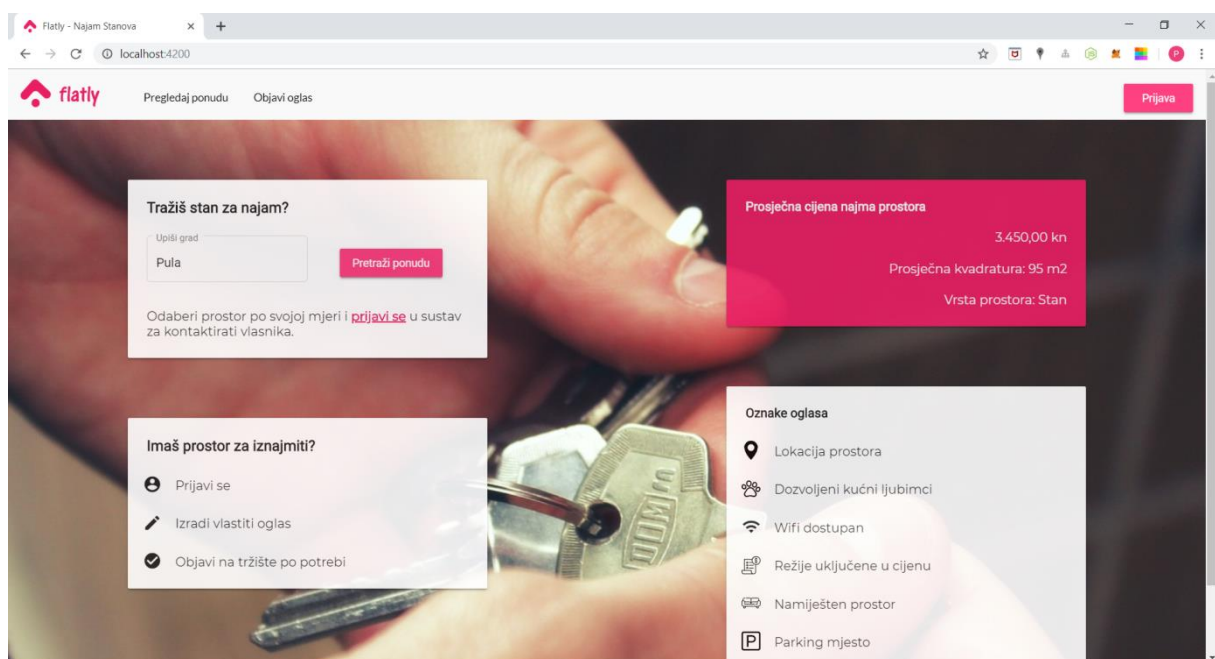 Flatly - Najam Stanova
localhost:4200
flatly
Pregledaj ponudu
Objavi oglas
Prijava
Tražiš stan za najam?
Upiši grad
Pula
Pretraži ponudu
Odaberi prostor po svojoj mjeri i prijavi se u sustav
za kontaktirati vlasnika.
Imaš prostor za iznajmiti?
Prijavi se
Izradi vlastiti oglas
Objavi na tržište po potrebi
Prosječna cijena najma prostora
3.450,00 kn
Prosječna kvadratura: 95 m2
Vrsta prostora: Stan
Oznake oglasa
Lokacija prostora
Dozvoljeni kućni ljubimci
Wifi dostupan
Režije uključene u cijenu
Namiješten prostor
P
Parking mjesto
P